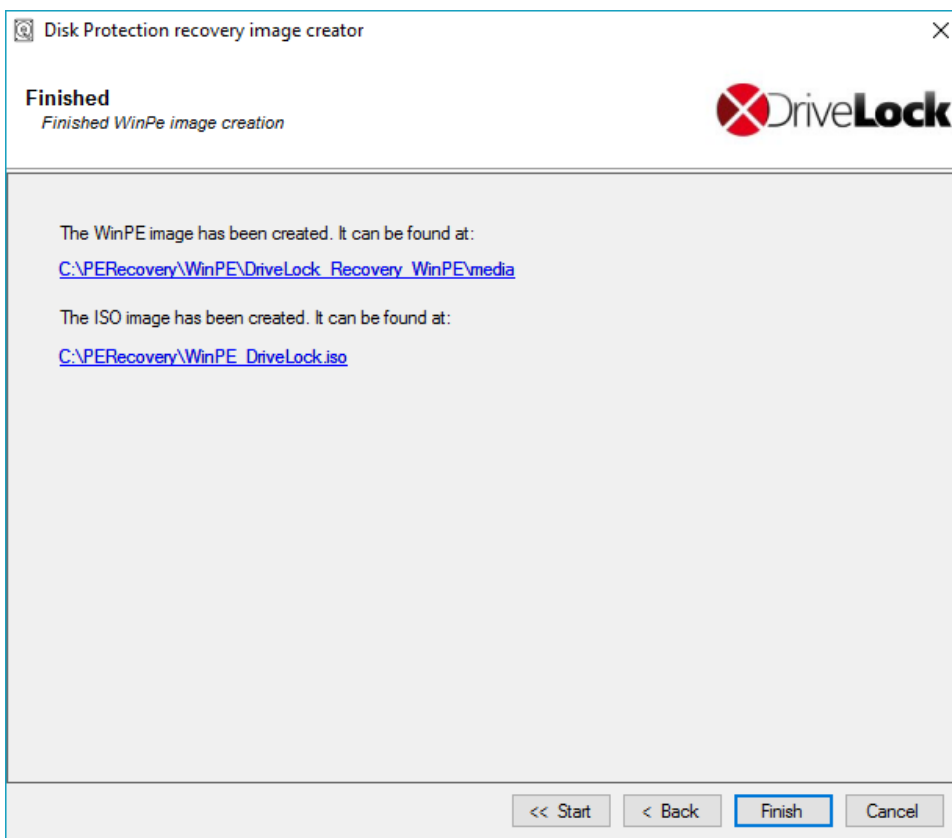 Disk Protection recovery image creator
Finished
Finished WinPe image creation
DriveLock
The WinPE image has been created. It can be found at:
C:\PERecovery\WinPE\DriveLock_Recovery_WinPE\media
The ISO image has been created. It can be found at:
C:\PERecovery\WinPE_DriveLock.iso
<< Start
< Back
Finish
Cancel